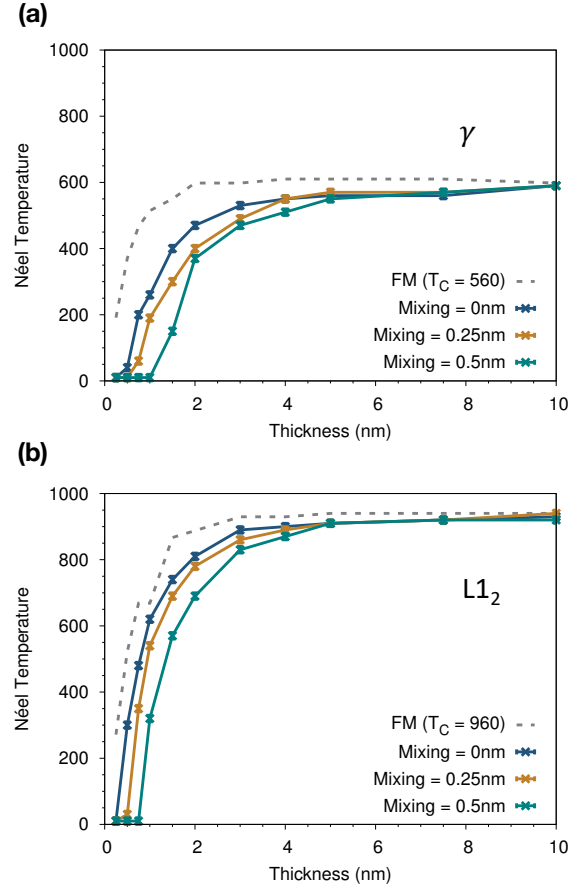 (a)
1000
800
600
400
200
0
Néel Temperature
γ
FM (T_C = 560)
Mixing = 0nm
Mixing = 0.25nm
Mixing = 0.5nm
0 2 4 6 8 10
Thickness (nm)
(b)
1000
800
600
400
200
0
Néel Temperature
L1₂
FM (T_C = 960)
Mixing = 0nm
Mixing = 0.25nm
Mixing = 0.5nm
0 2 4 6 8 10
Thickness (nm)